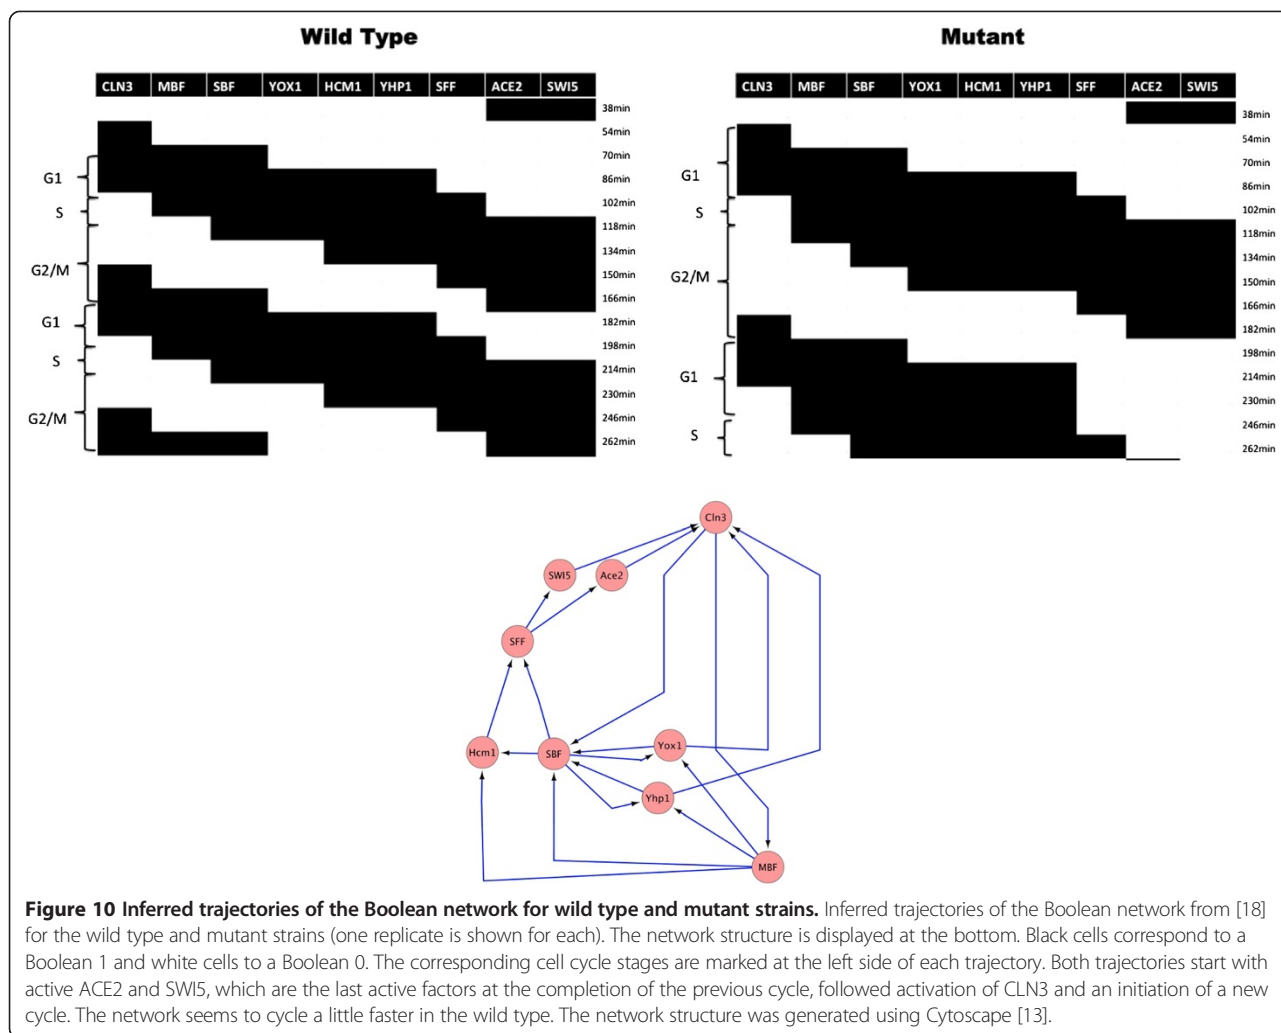 Wild Type
CLN3 MBF SBF YOX1 HCM1 YHP1 SFF ACE2 SWI5
38min
54min
70min
86min
102min
118min
134min
150min
166min
182min
198min
214min
230min
246min
262min
G1
S
G2/M
G1
S
G2/M
Mutant
CLN3 MBF SBF YOX1 HCM1 YHP1 SFF ACE2 SWI5
38min
54min
70min
86min
102min
118min
134min
150min
166min
182min
198min
214min
230min
246min
262min
G1
S
G2/M
G1
S
Cln3
SWI5
Ace2
SFF
Hcm1
SBF
Yox1
Yhp1
MBF
Figure 10 Inferred trajectories of the Boolean network for wild type and mutant strains. Inferred trajectories of the Boolean network from [18]
for the wild type and mutant strains (one replicate is shown for each). The network structure is displayed at the bottom. Black cells correspond to a
Boolean 1 and white cells to a Boolean 0. The corresponding cell cycle stages are marked at the left side of each trajectory. Both trajectories start with
active ACE2 and SWI5, which are the last active factors at the completion of the previous cycle, followed activation of CLN3 and an initiation of a new
cycle. The network seems to cycle a little faster in the wild type. The network structure was generated using Cytoscape [13].